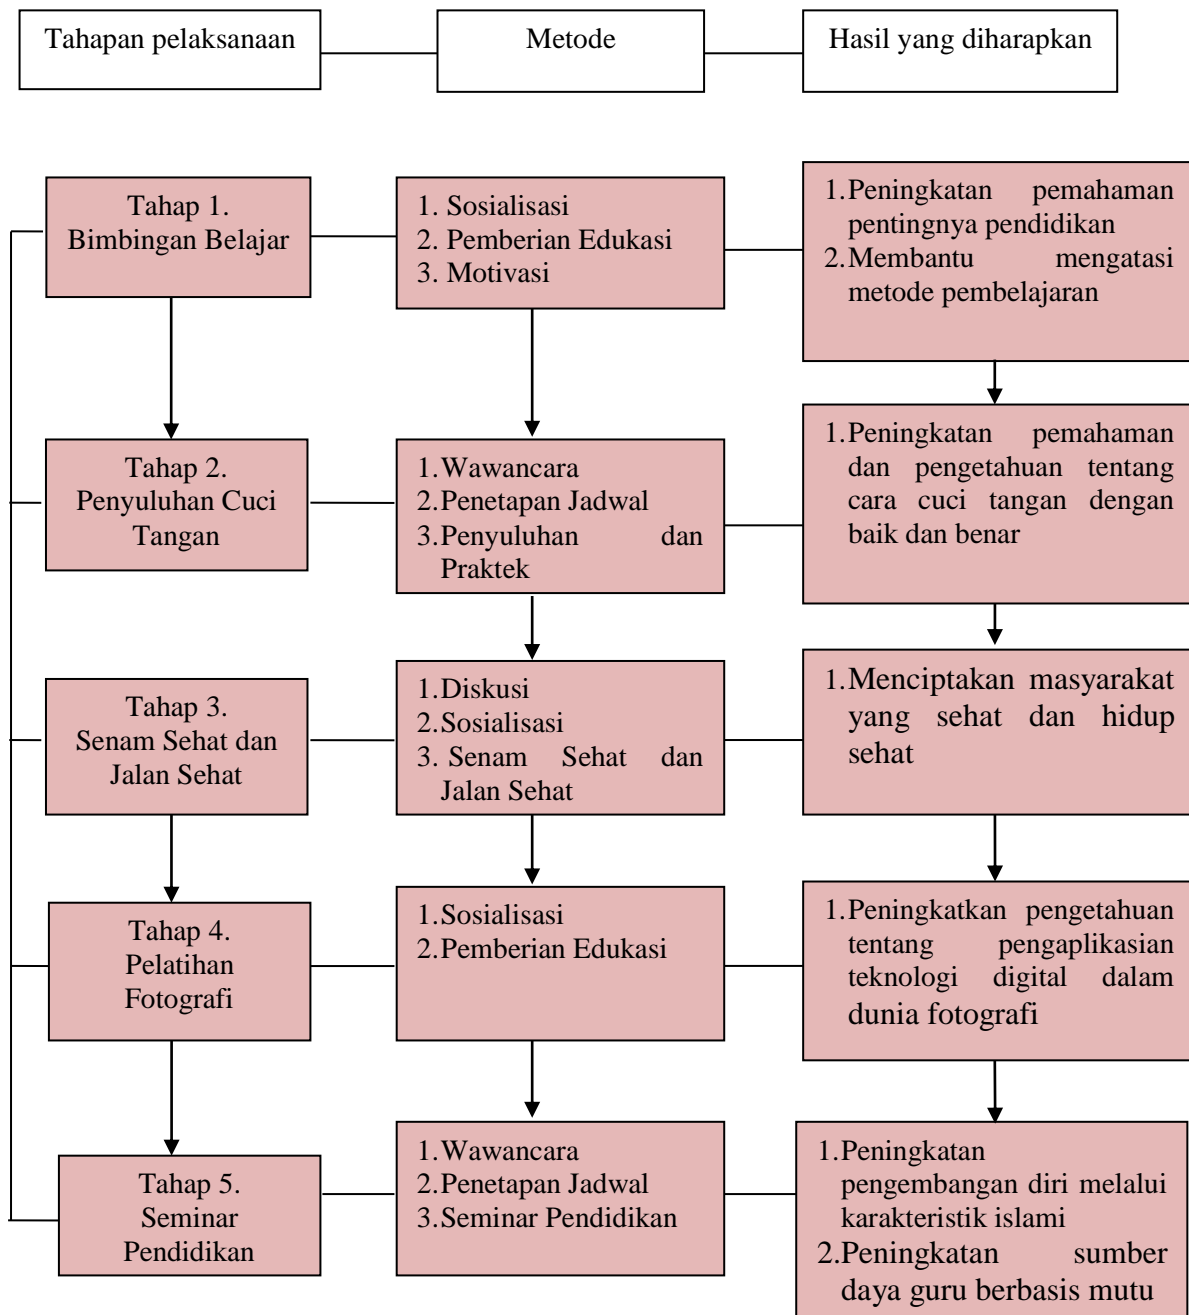 Tahapan pelaksanaan
Metode
Hasil yang diharapkan
Tahap 1.
Bimbingan Belajar
1. Sosialisasi
2. Pemberian Edukasi
3. Motivasi
1.Peningkatan pemahaman
pentingnya pendidikan
2.Membantu mengatasi
metode pembelajaran
Tahap 2.
Penyuluhan Cuci
Tangan
1.Wawancara
2.Penetapan Jadwal
3.Penyuluhan dan
Praktek
1.Peningkatan pemahaman
dan pengetahuan tentang
cara cuci tangan dengan
baik dan benar
Tahap 3.
Senam Sehat dan
Jalan Sehat
1.Diskusi
2.Sosialisasi
3. Senam Sehat dan
Jalan Sehat
1.Menciptakan masyarakat
yang sehat dan hidup
sehat
Tahap 4.
Pelatihan
Fotografi
1.Sosialisasi
2.Pemberian Edukasi
1.Peningkatkan pengetahuan
tentang pengaplikasian
teknologi digital dalam
dunia fotografi
Tahap 5.
Seminar
Pendidikan
1.Wawancara
2.Penetapan Jadwal
3.Seminar Pendidikan
1.Peningkatan
pengembangan diri melalui
karakteristik islami
2.Peningkatan sumber
daya guru berbasis mutu